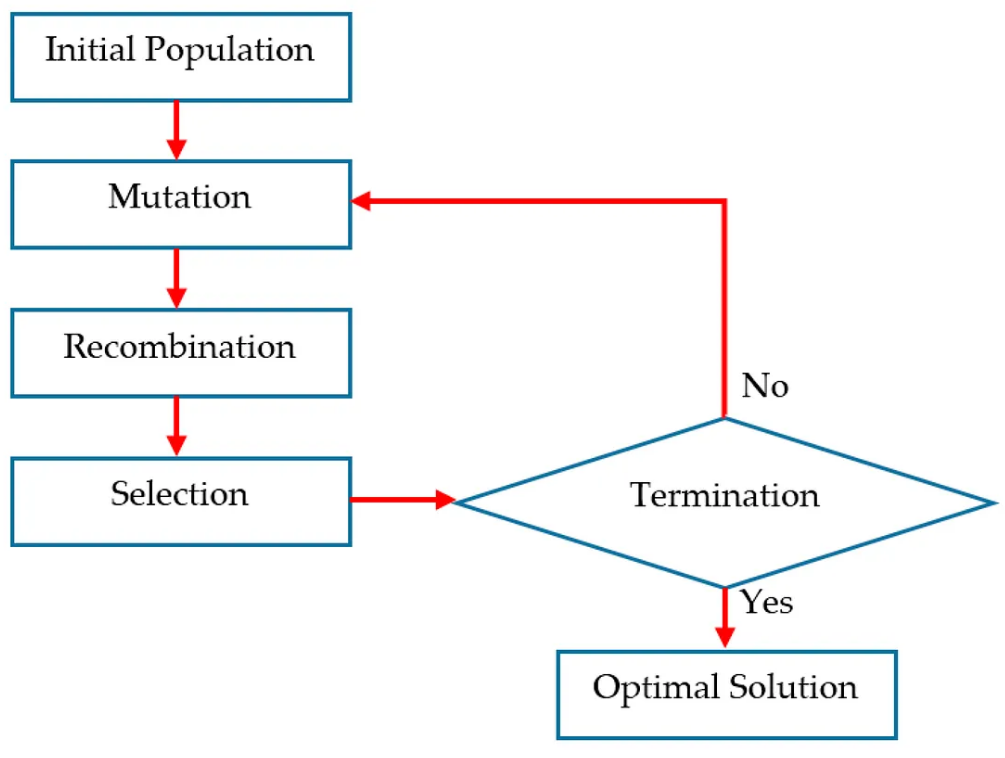 Initial Population
Mutation
Recombination
Selection
Termination
No
Yes
Optimal Solution